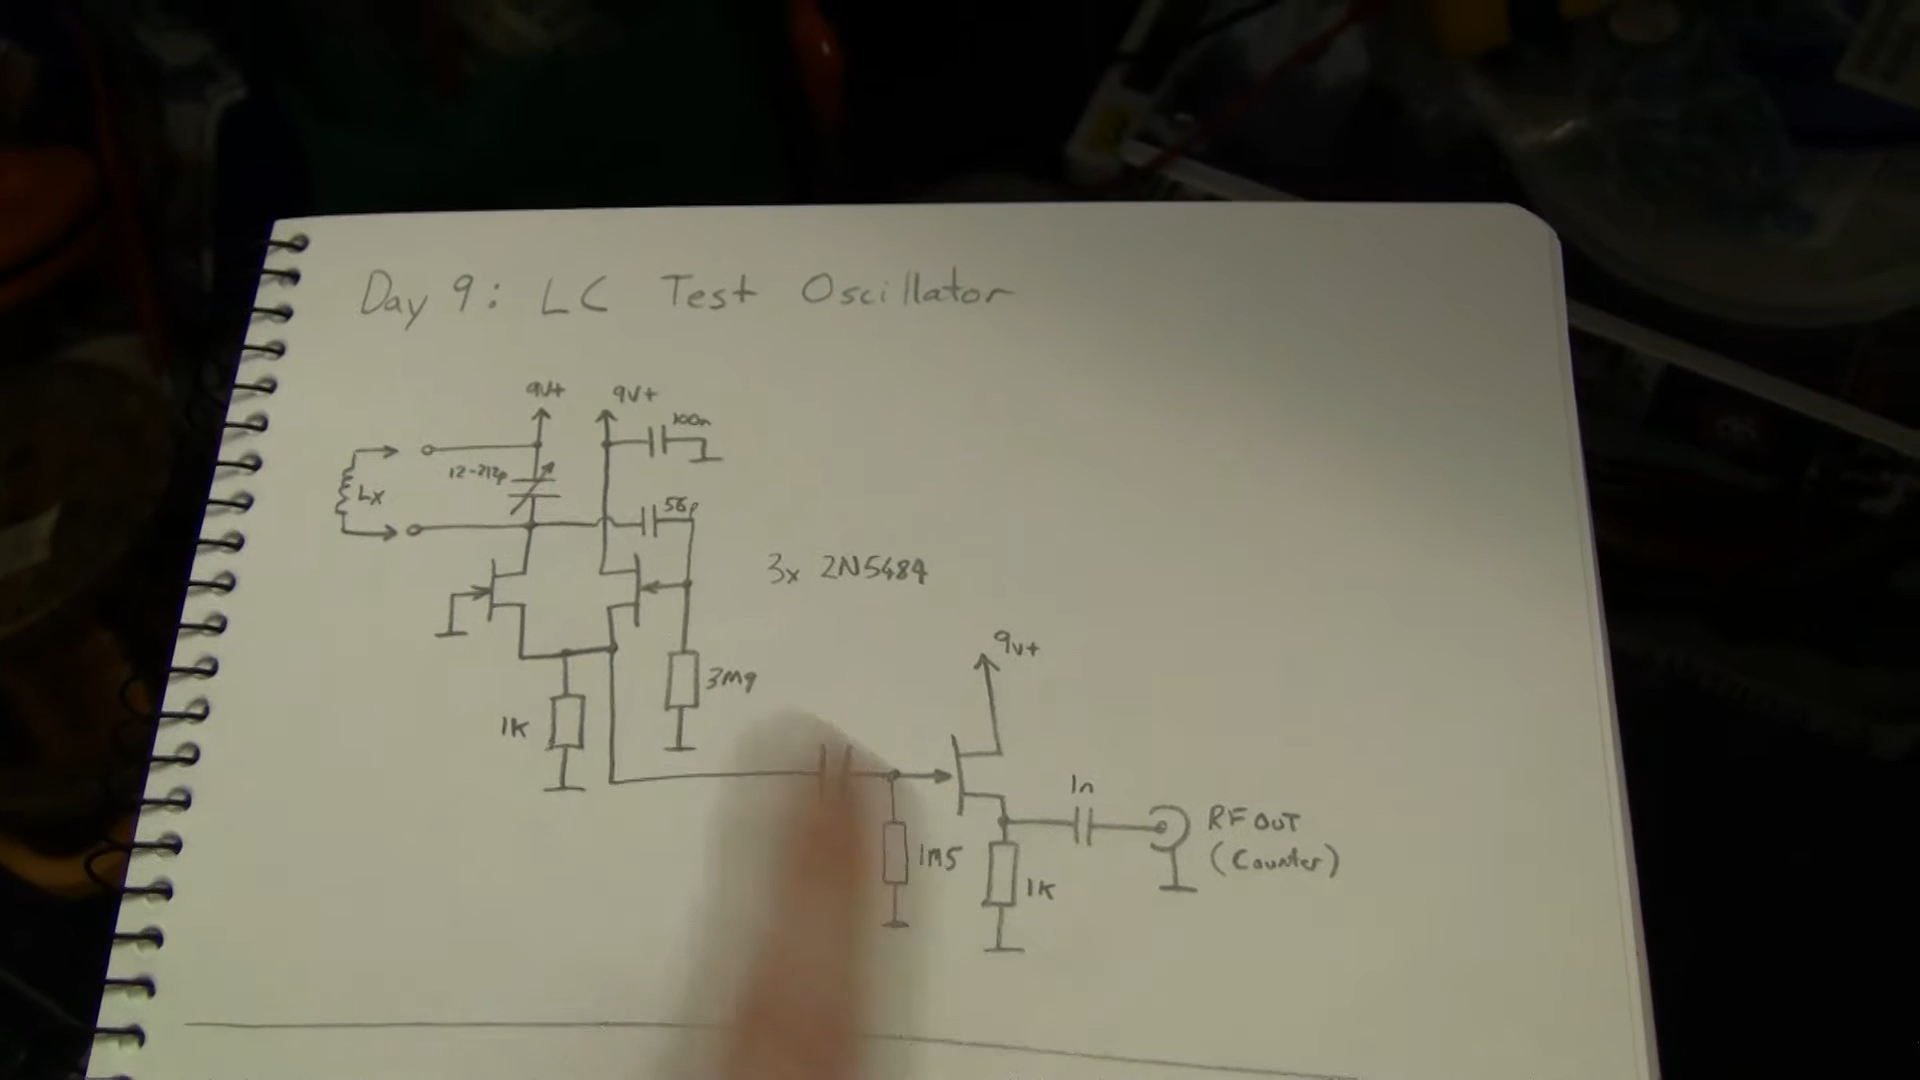 Day 9: LC Test Oscillator
9V+ 9V+
100n
12-212p
Lx
56p
3x 2N5484
9V+
3M9
1K
1n
RF OUT
1M5
(Counter)
1K